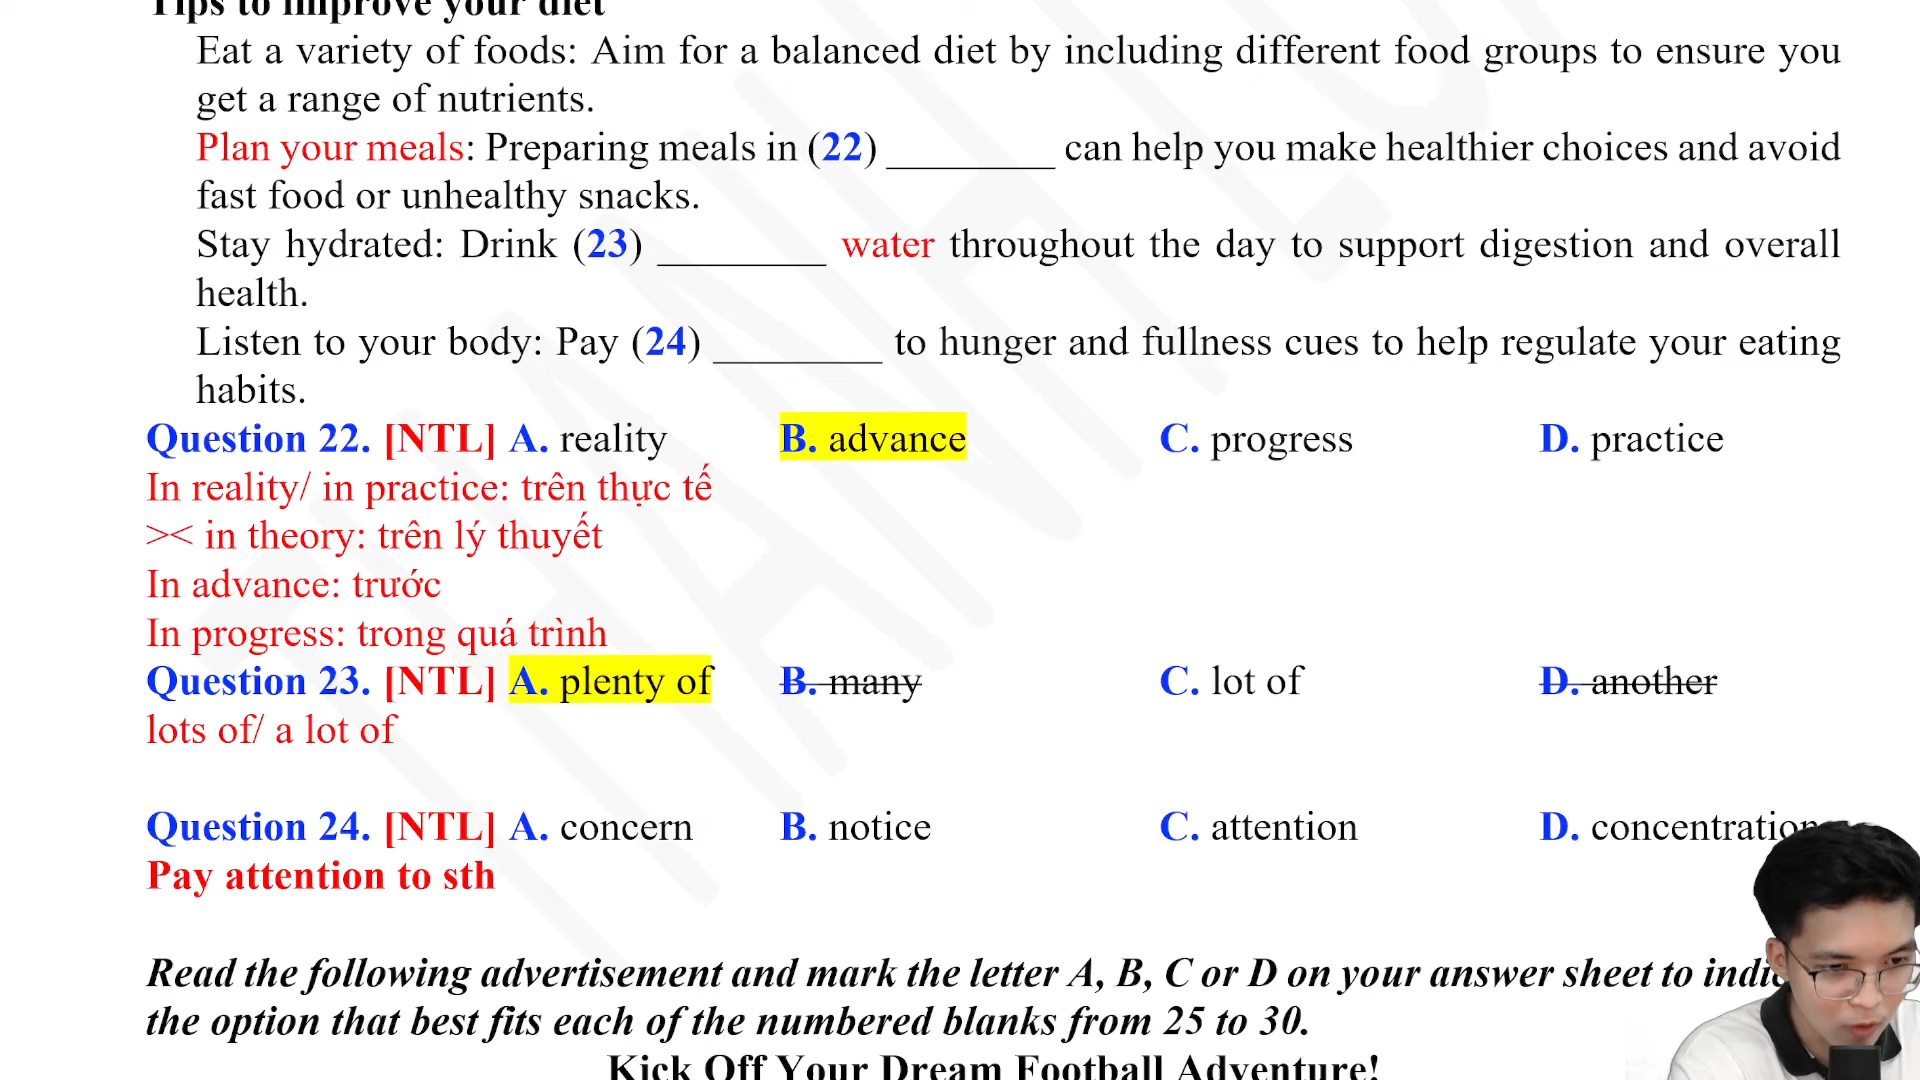 Tips to improve your diet
Eat a variety of foods: Aim for a balanced diet by including different food groups to ensure you
get a range of nutrients.
Plan your meals: Preparing meals in (22) ________ can help you make healthier choices and avoid
fast food or unhealthy snacks.
Stay hydrated: Drink (23) ________ water throughout the day to support digestion and overall
health.
Listen to your body: Pay (24) ________ to hunger and fullness cues to help regulate your eating
habits.
Question 22. [NTL] A. reality B. advance C. progress D. practice
In reality/ in practice: trên thực tế
>< in theory: trên lý thuyết
In advance: trước
In progress: trong quá trình
Question 23. [NTL] A. plenty of B. many C. lot of D. another
lots of/ a lot of
Question 24. [NTL] A. concern B. notice C. attention D. concentration
Pay attention to sth
Read the following advertisement and mark the letter A, B, C or D on your answer sheet to
the option that best fits each of the numbered blanks from 25 to 30.
Kick Off Your Dream Football Adventure!